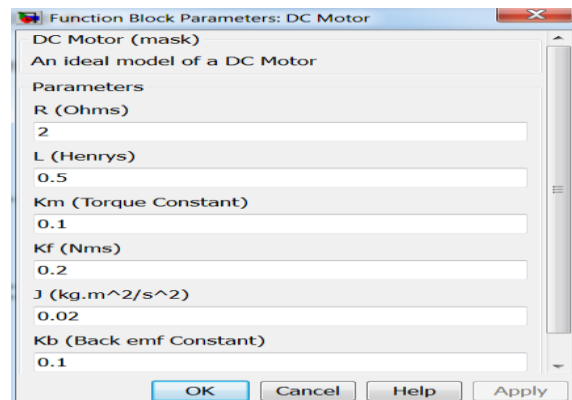 Function Block Parameters: DC Motor
DC Motor (mask)
An ideal model of a DC Motor
Parameters
R (Ohms)
2
L (Henrys)
0.5
Km (Torque Constant)
0.1
Kf (Nms)
0.2
J (kg.m^2/s^2)
0.02
Kb (Back emf Constant)
0.1
OK Cancel Help Apply